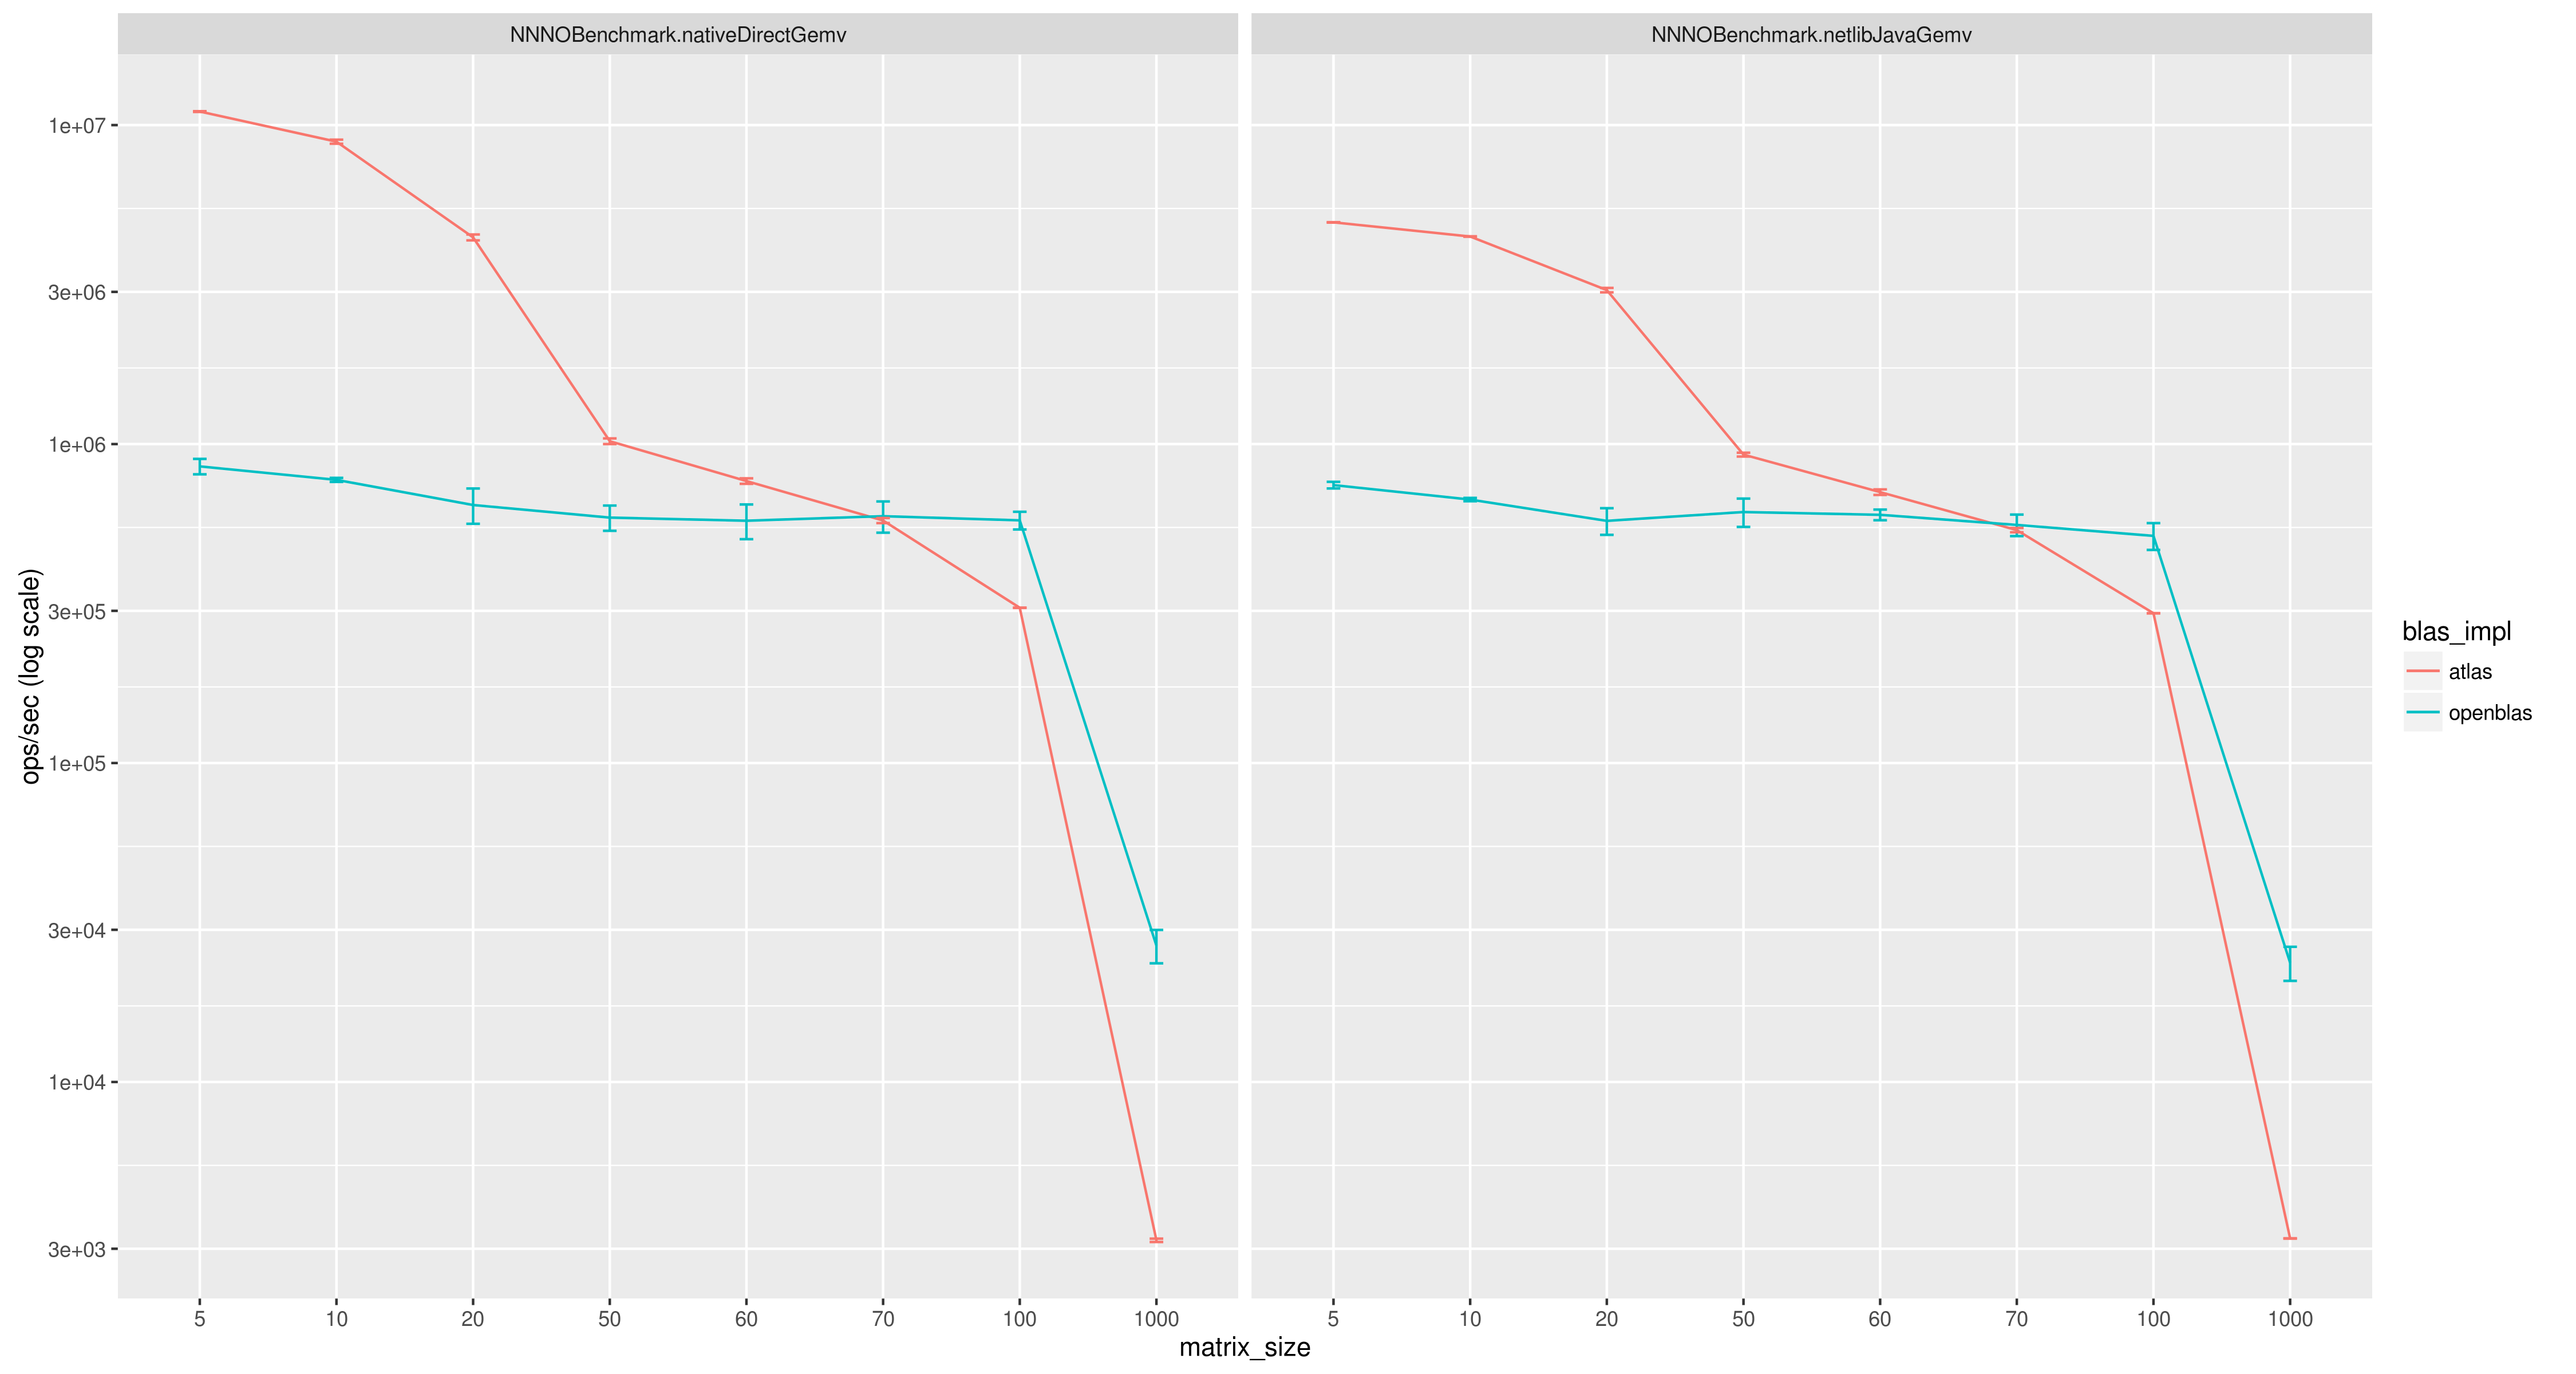 NNNOBenchmark.nativeDirectGemv
NNNOBenchmark.netlibJavaGemv
ops/sec (log scale)
1e+07
3e+06
1e+06
3e+05
1e+05
3e+04
1e+04
3e+03
5 10 20 50 60 70 100 1000
5 10 20 50 60 70 100 1000
matrix_size
blas_impl
atlas
openblas